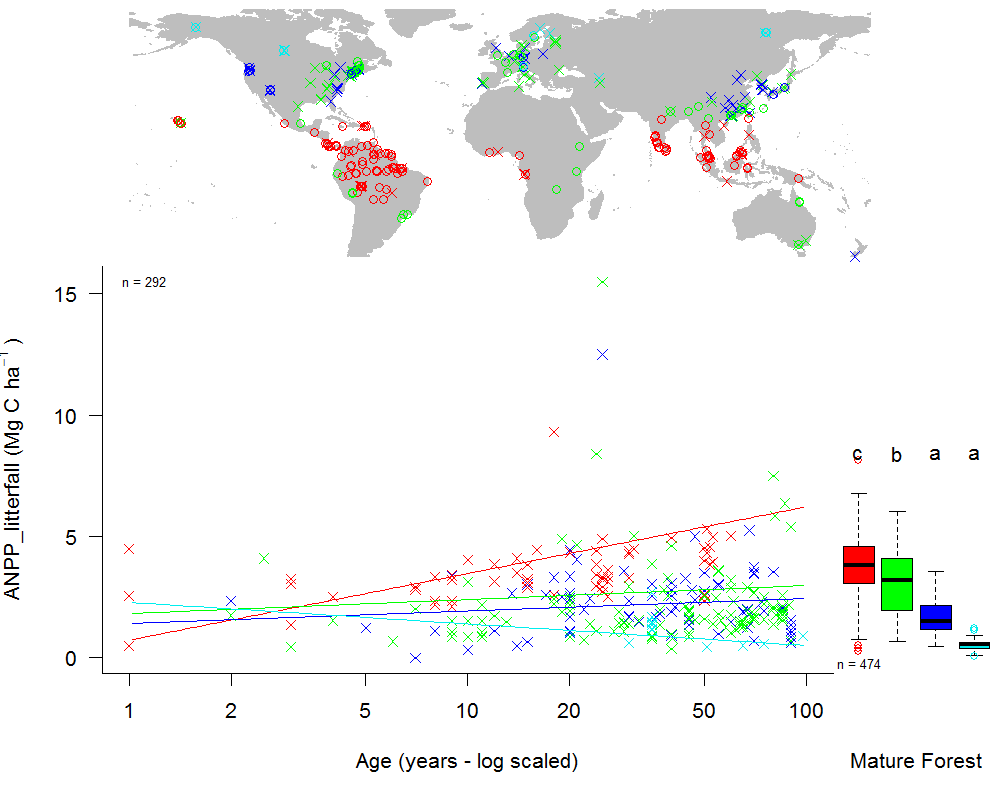 n = 292
15
10
5
0
ANPP_litterfall (Mg C ha⁻¹ )
1 2 5 10 20 50 100
Age (years - log scaled)
c b a a
n = 474
Mature Forest